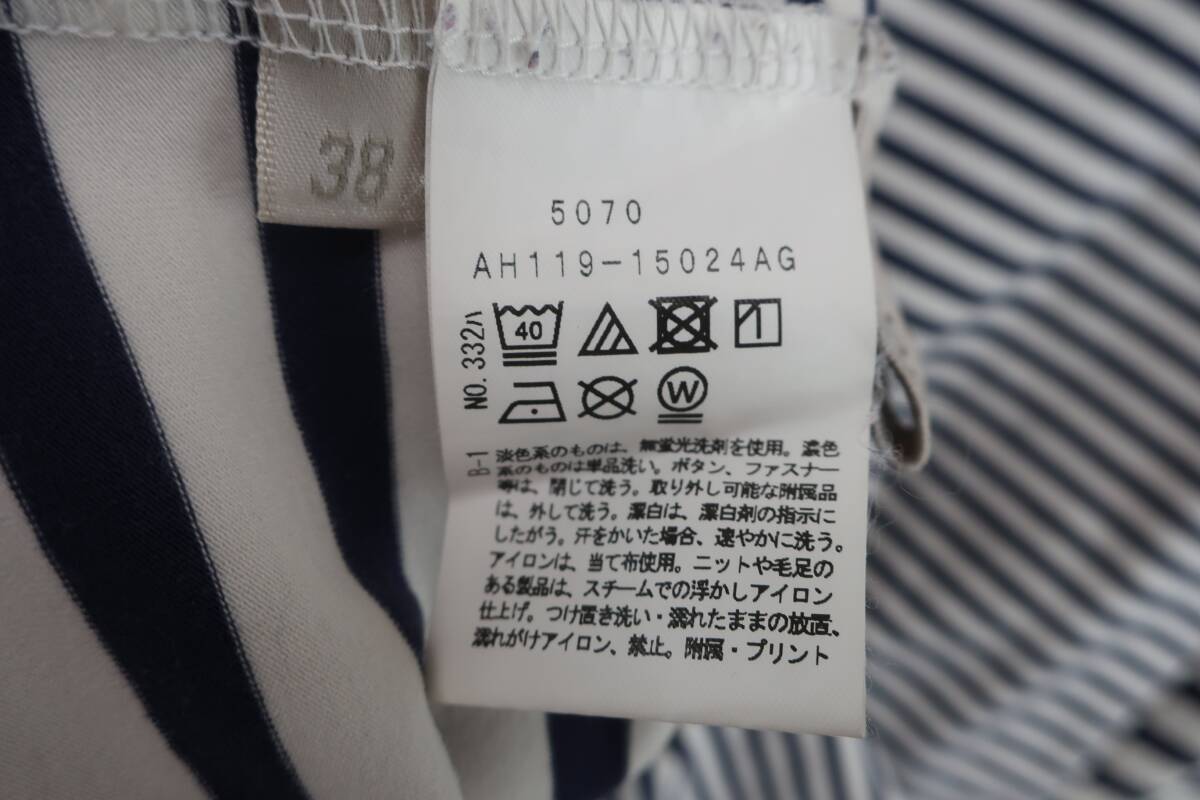 38
5070
AH119-15024AG
NO.332ハ
40
W
B-1
淡色系のものは、無蛍光洗剤を使用。濃色
系のものは単品洗い。ボタン、ファスナー
等は、閉じて洗う。取り外し可能な附属品
は、外して洗う。漂白は、漂白剤の指示に
したがう。汗をかいた場合、速やかに洗う。
アイロンは、当て布使用。ニットや毛足の
ある製品は、スチームでの浮かしアイロン
仕上げ。つけ置き洗い・濡れたままの放置、
濡れがけアイロン、禁止。附属・プリント